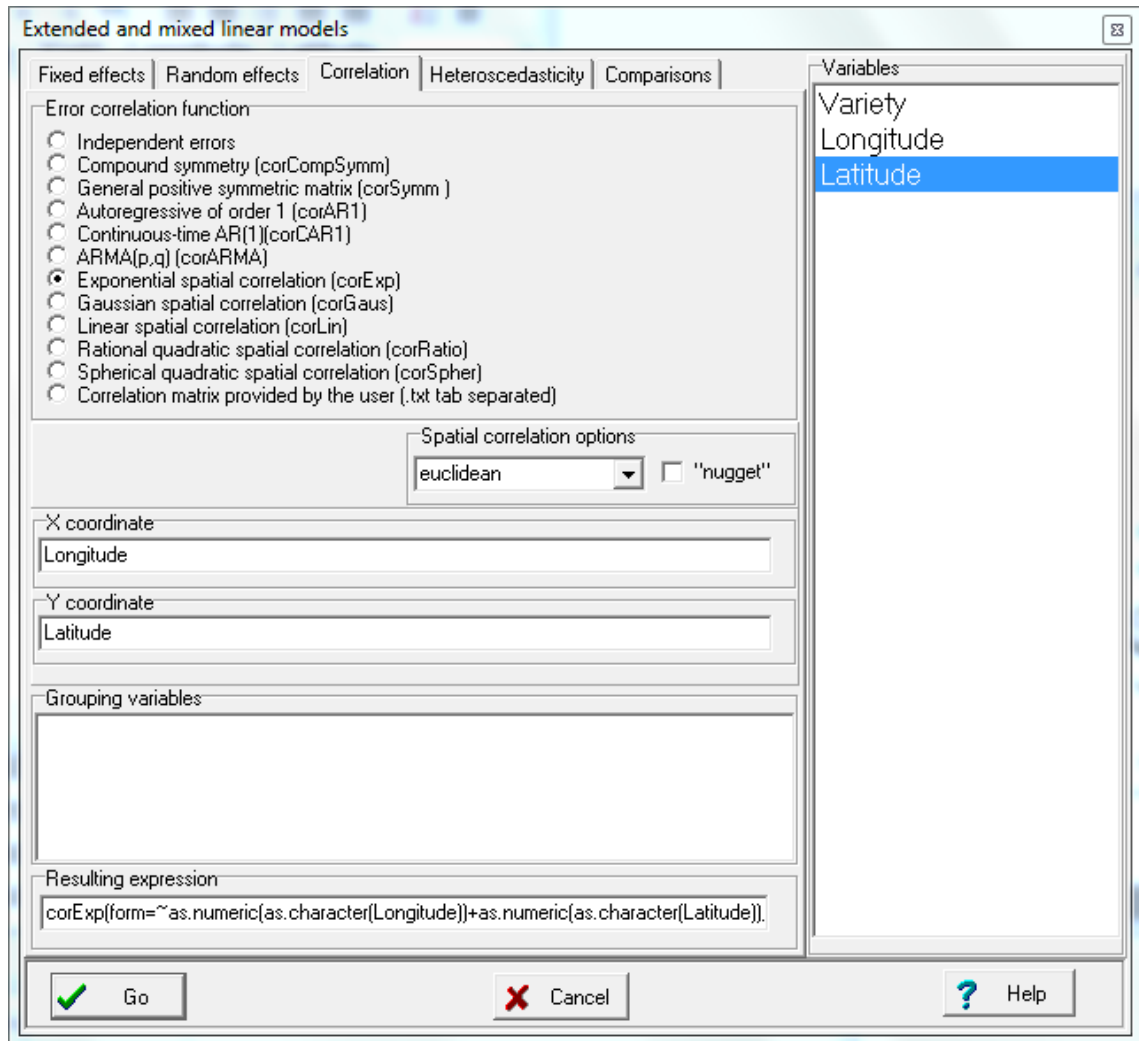 Extended and mixed linear models
Fixed effects Random effects Correlation Heteroscedasticity Comparisons
Error correlation function
Independent errors
Compound symmetry (corCompSymm)
General positive symmetric matrix (corSymm )
Autoregressive of order 1 (corAR1)
Continuous-time AR(1)(corCAR1)
ARMA(p,q) (corARMA)
Exponential spatial correlation (corExp)
Gaussian spatial correlation (corGaus)
Linear spatial correlation (corLin)
Rational quadratic spatial correlation (corRatio)
Spherical quadratic spatial correlation (corSpher)
Correlation matrix provided by the user (.txt tab separated)
Spatial correlation options
euclidean "nugget"
X coordinate
Longitude
Y coordinate
Latitude
Grouping variables
Resulting expression
corExp(form=~as.numeric(as.character(Longitude))+as.numeric(as.character(Latitude))
Variables
Variety
Longitude
Latitude
Go Cancel ? Help